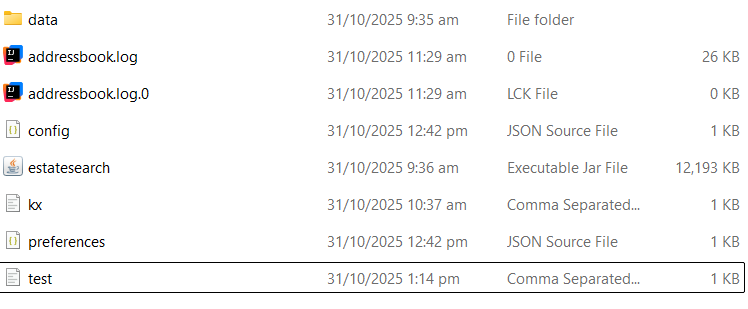 data 31/10/2025 9:35 am File folder
addressbook.log 31/10/2025 11:29 am 0 File 26 KB
addressbook.log.0 31/10/2025 11:29 am LCK File 0 KB
config 31/10/2025 12:42 pm JSON Source File 1 KB
estatesearch 31/10/2025 9:36 am Executable Jar File 12,193 KB
kx 31/10/2025 10:37 am Comma Separated... 1 KB
preferences 31/10/2025 12:42 pm JSON Source File 1 KB
test 31/10/2025 1:14 pm Comma Separated... 1 KB